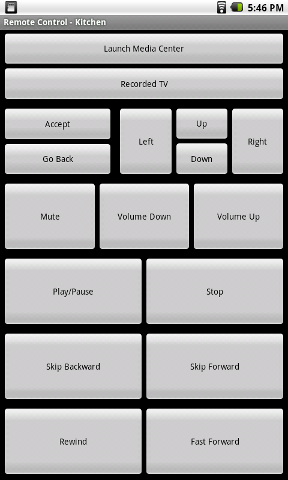 5:46 PM
Remote Control - Kitchen
Launch Media Center
Recorded TV
Accept
Go Back
Left
Up
Down
Right
Mute
Volume Down
Volume Up
Play/Pause
Stop
Skip Backward
Skip Forward
Rewind
Fast Forward